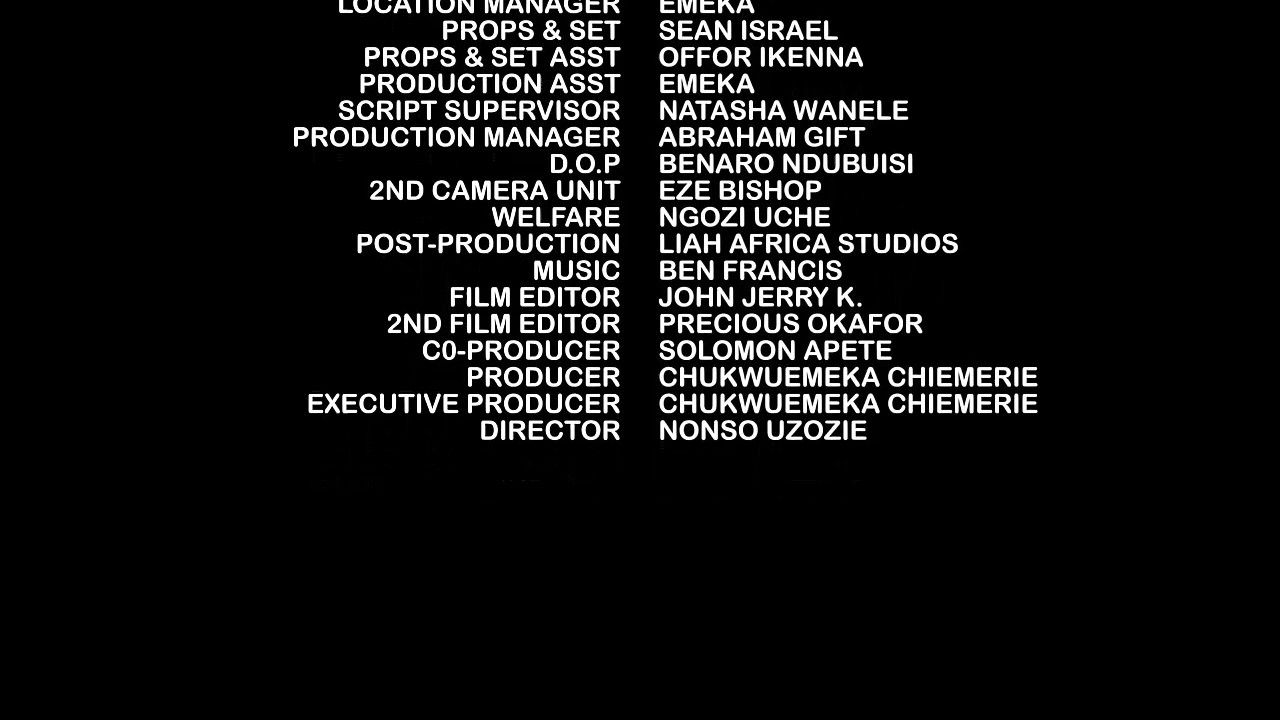 LOCATION MANAGER EMEKA
PROPS & SET SEAN ISRAEL
PROPS & SET ASST OFFOR IKENNA
PRODUCTION ASST EMEKA
SCRIPT SUPERVISOR NATASHA WANELE
PRODUCTION MANAGER ABRAHAM GIFT
D.O.P BENARO NDUBUISI
2ND CAMERA UNIT EZE BISHOP
WELFARE NGOZI UCHE
POST-PRODUCTION LIAH AFRICA STUDIOS
MUSIC BEN FRANCIS
FILM EDITOR JOHN JERRY K.
2ND FILM EDITOR PRECIOUS OKAFOR
C0-PRODUCER SOLOMON APETE
PRODUCER CHUKWUEMEKA CHIEMERIE
EXECUTIVE PRODUCER CHUKWUEMEKA CHIEMERIE
DIRECTOR NONSO UZOZIE